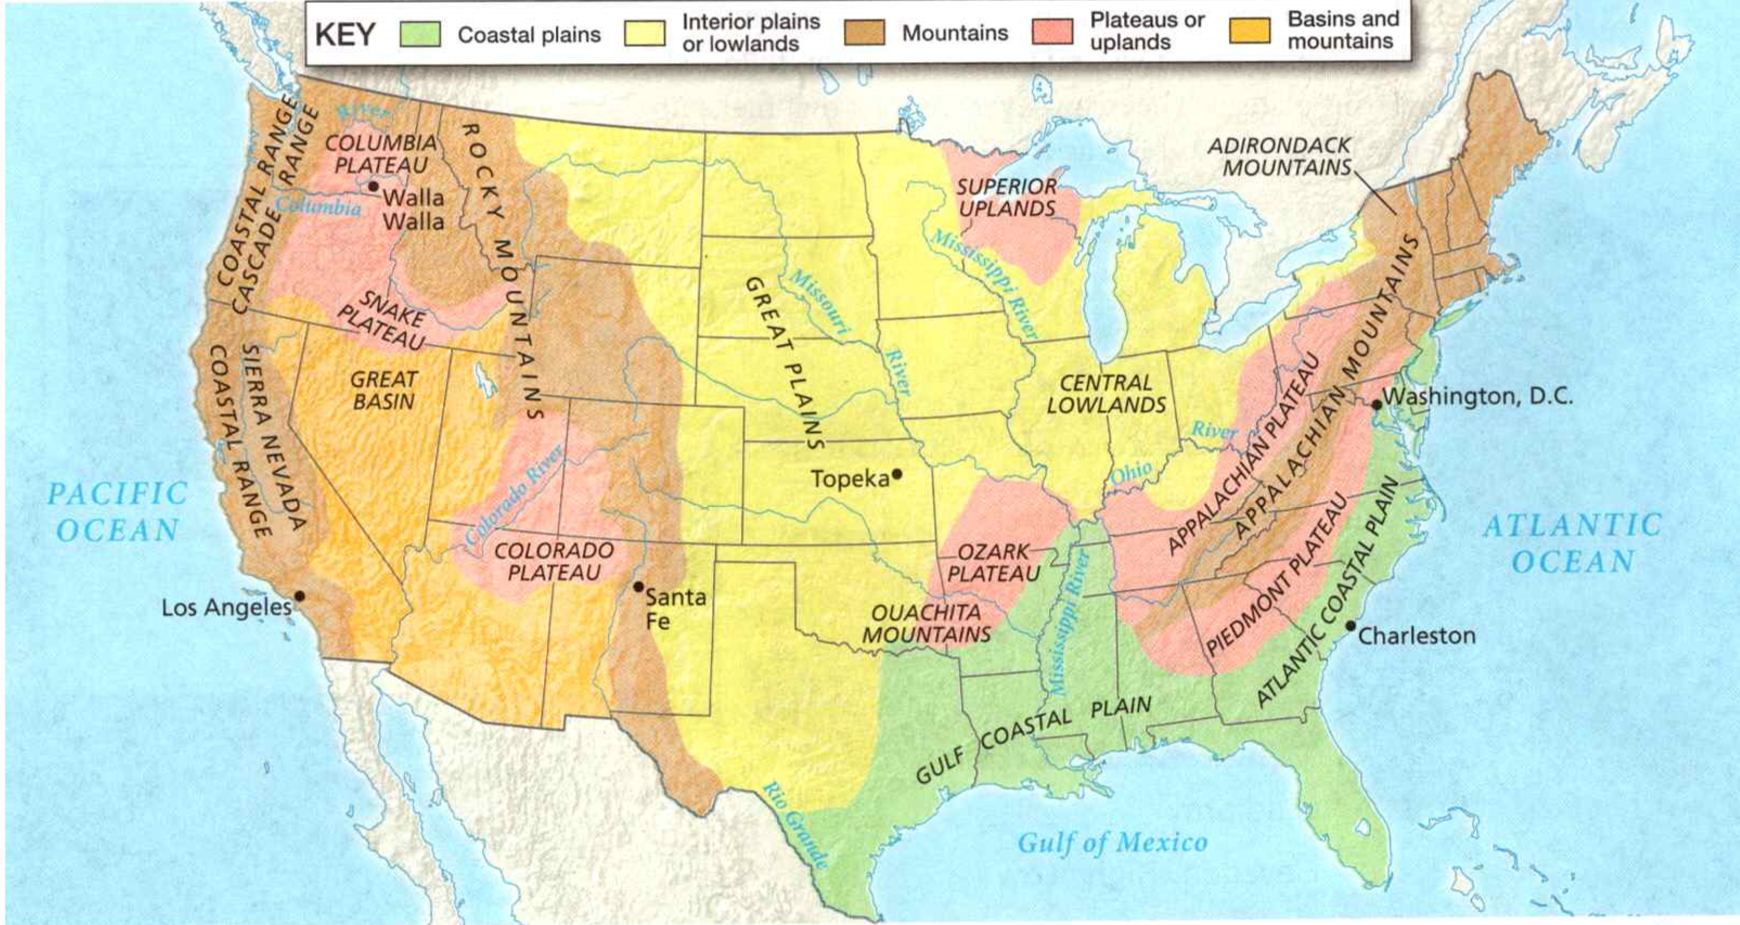 KEY
Coastal plains
Interior plains
or lowlands
Mountains
Plateaus or
uplands
Basins and
mountains
River
COLUMBIA
PLATEAU
Walla
Walla
Columbia
COASTAL RANGE
CASCADE RANGE
ROCKY MOUNTAINS
SNAKE
PLATEAU
SUPERIOR
UPLANDS
ADIRONDACK
MOUNTAINS
Mississippi River
Missouri
River
GREAT PLAINS
GREAT
BASIN
SIERRA NEVADA
COASTAL RANGE
CENTRAL
LOWLANDS
Washington, D.C.
River
Ohio
APPALACHIAN PLATEAU
APPALACHIAN MOUNTAINS
Topeka
Colorado River
PACIFIC
OCEAN
ATLANTIC
OCEAN
COLORADO
PLATEAU
OZARK
PLATEAU
PIEDMONT PLATEAU
ATLANTIC COASTAL PLAIN
Los Angeles
Santa
Fe
OUACHITA
MOUNTAINS
Mississippi River
Charleston
GULF COASTAL PLAIN
Rio Grande
Gulf of Mexico